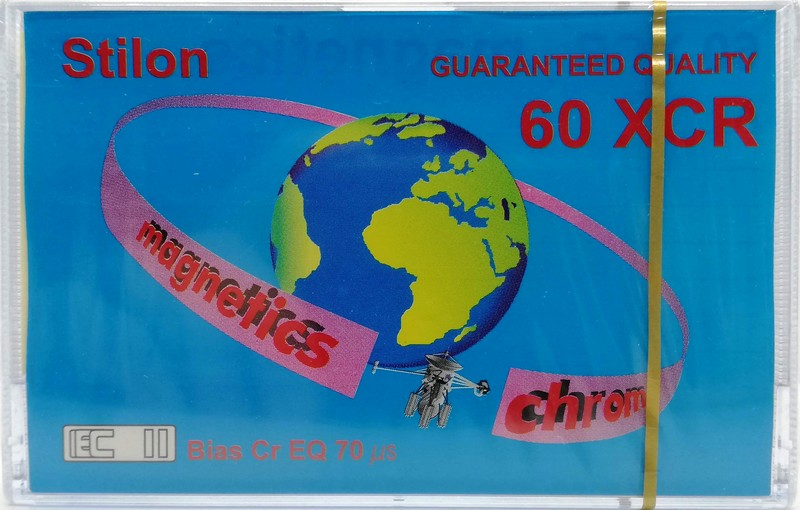 Stilon
GUARANTEED QUALITY
60 XCR
magnetics
chrom
IEC II
Bias Cr EQ 70 µs